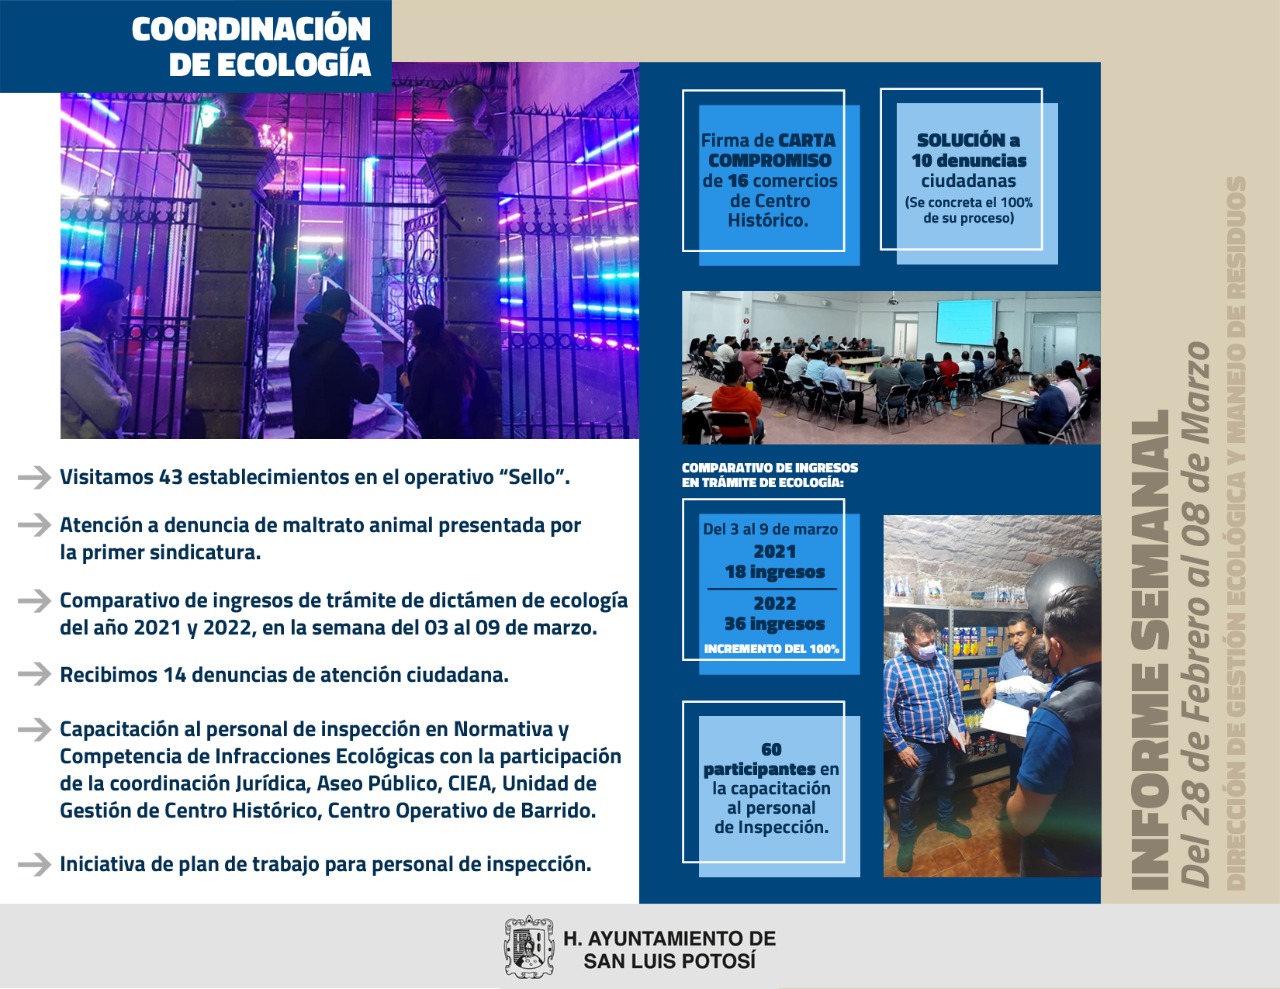 COORDINACIÓN
DE ECOLOGÍA
Visitamos 43 establecimientos en el operativo “Sello”.
Atención a denuncia de maltrato animal presentada por
la primer sindicatura.
Comparativo de ingresos de trámite de dictámen de ecología
del año 2021 y 2022, en la semana del 03 al 09 de marzo.
Recibimos 14 denuncias de atención ciudadana.
Capacitación al personal de inspección en Normativa y
Competencia de Infracciones Ecológicas con la participación
de la coordinación Jurídica, Aseo Público, CIEA, Unidad de
Gestión de Centro Histórico, Centro Operativo de Barrido.
Iniciativa de plan de trabajo para personal de inspección.
Firma de CARTA
COMPROMISO
de 16 comercios
de Centro
Histórico.
SOLUCIÓN a
10 denuncias
ciudadanas
(Se concreta el 100%
de su proceso)
COMPARATIVO DE INGRESOS
EN TRÁMITE DE ECOLOGÍA:
Del 3 al 9 de marzo
2021
18 ingresos
2022
36 ingresos
INCREMENTO DEL 100%
60
participantes en
la capacitación
al personal
de Inspección.
INFORME SEMANAL
Del 28 de Febrero al 08 de Marzo
DIRECCIÓN DE GESTIÓN ECOLÓGICA Y MANEJO DE RESIDUOS
H. AYUNTAMIENTO DE
SAN LUIS POTOSÍ